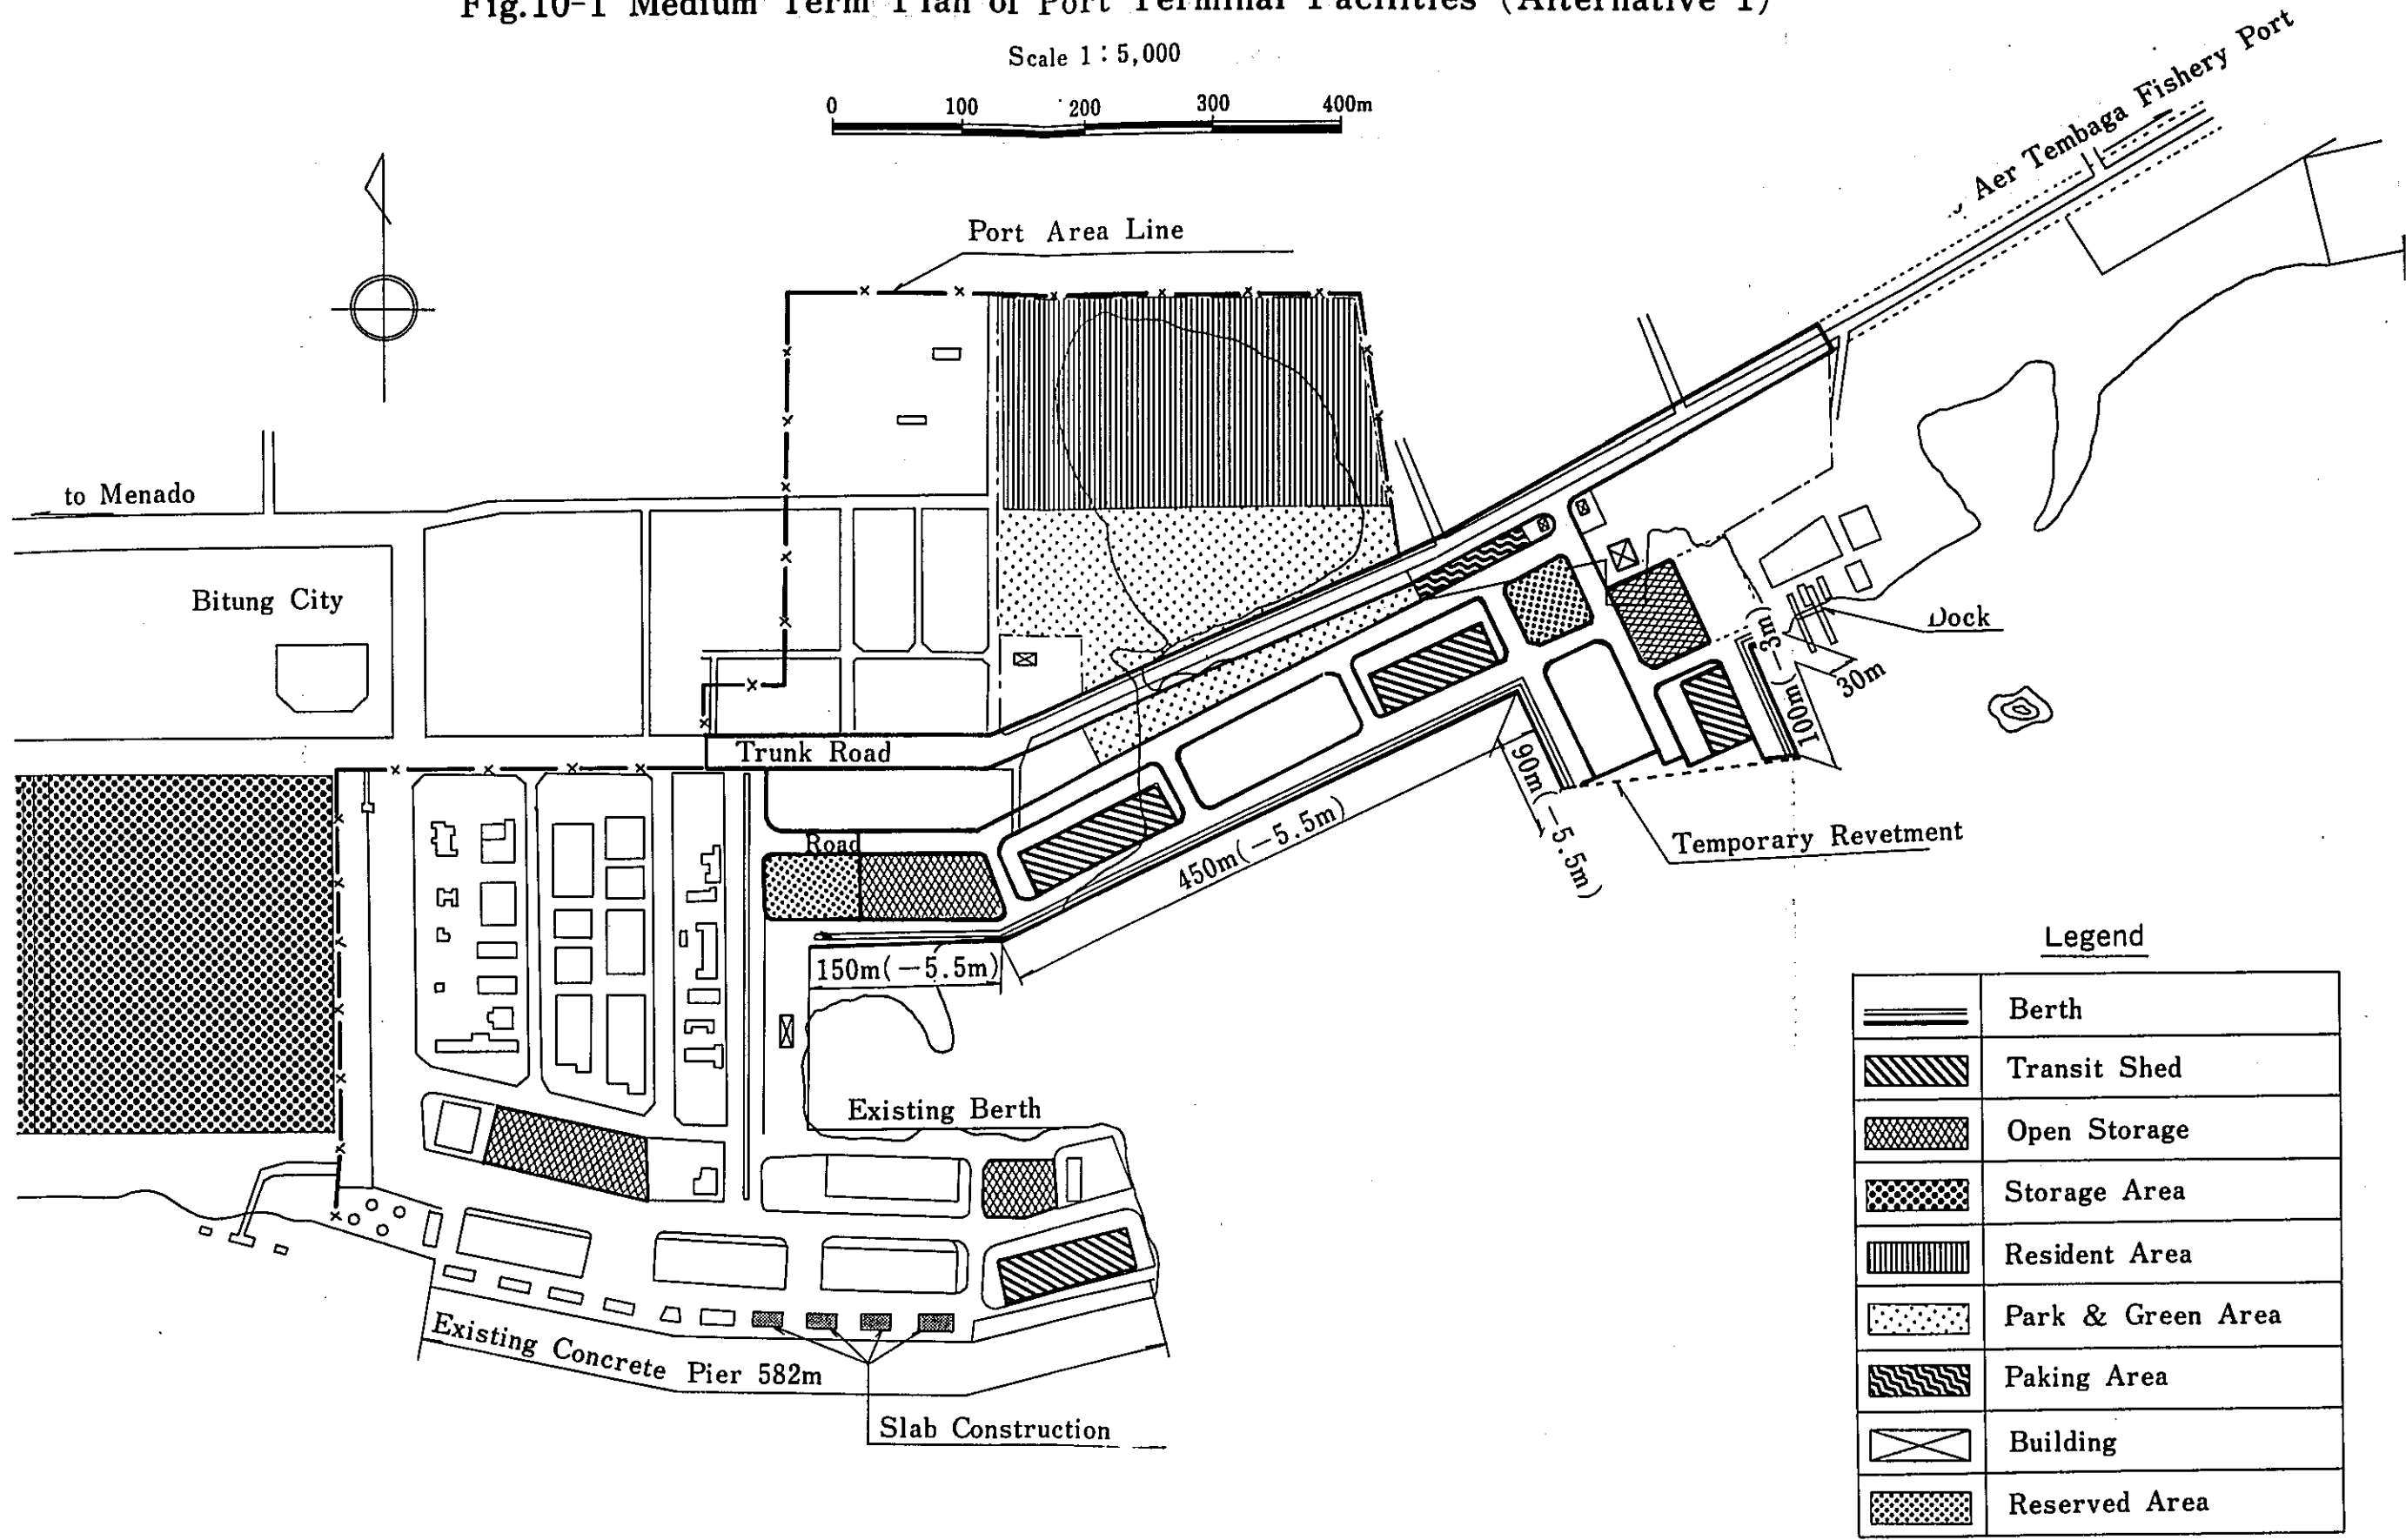 Fig.10-1 Medium Term Plan of Port Terminal Facilities (Alternative 1)
Scale 1:5,000
0 100 200 300 400m
Aer Tembaga Fishery Port
Port Area Line
to Menado
Bitung City
Dock
(-3m)
100m
30m
Trunk Road
Road
450m(-5.5m)
90m(-5.5m)
Temporary Revetment
150m(-5.5m)
Existing Berth
Existing Concrete Pier 582m
Slab Construction
Legend
Berth
Transit Shed
Open Storage
Storage Area
Resident Area
Park & Green Area
Paking Area
Building
Reserved Area